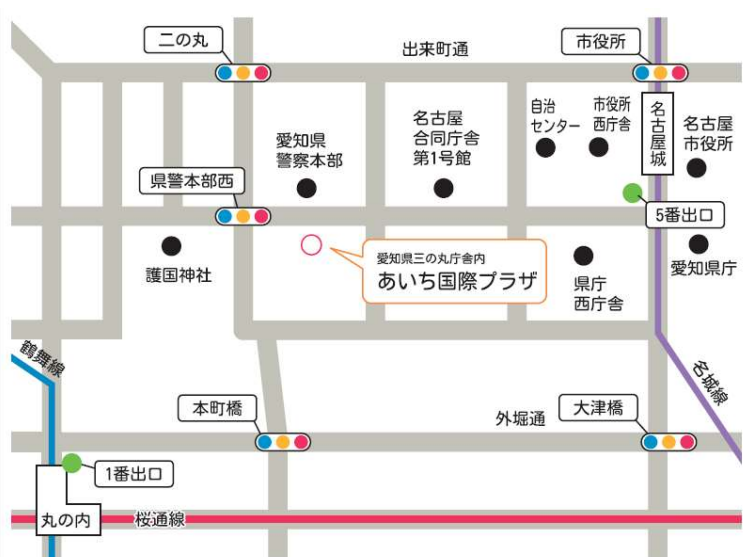 二の丸
出来町通
市役所
愛知県
警察本部
名古屋
合同庁舎
第1号館
自治
センター
市役所
西庁舎
名古屋城
名古屋
市役所
県警本部西
5番出口
護国神社
愛知県三の丸庁舎内
あいち国際プラザ
県庁
西庁舎
愛知県庁
鶴舞線
名城線
本町橋
外堀通
大津橋
1番出口
丸の内
桜通線